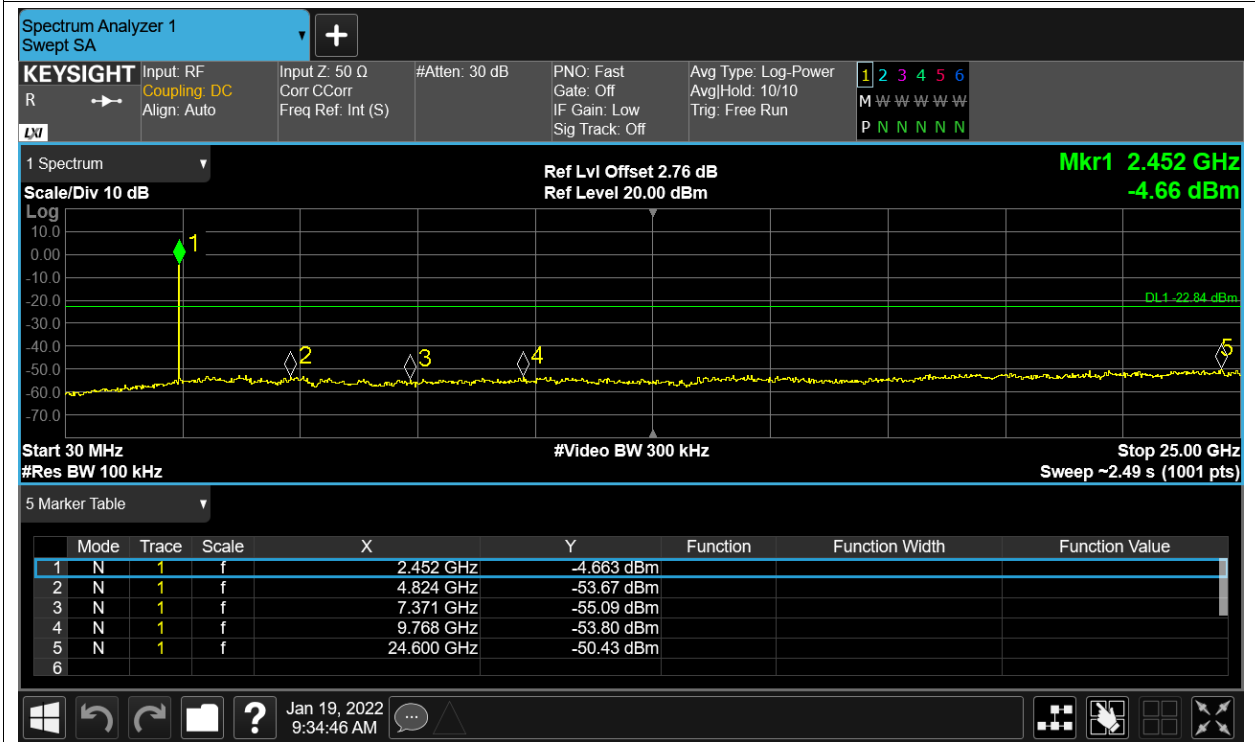 Spectrum Analyzer 1
Swept SA
+
KEYSIGHT
R
LXI
Input: RF
Coupling: DC
Align: Auto
Input Z: 50 Ω
Corr CCorr
Freq Ref: Int (S)
#Atten: 30 dB
PNO: Fast
Gate: Off
IF Gain: Low
Sig Track: Off
Avg Type: Log-Power
Avg|Hold: 10/10
Trig: Free Run
1 2 3 4 5 6
M W W W W W
P N N N N N
1 Spectrum
Scale/Div 10 dB
Ref Lvl Offset 2.76 dB
Ref Level 20.00 dBm
Mkr1 2.452 GHz
-4.66 dBm
Log
10.0
0.00
-10.0
-20.0
-30.0
-40.0
-50.0
-60.0
-70.0
1
DL1 -22.84 dBm
2
3
4
5
Start 30 MHz
#Res BW 100 kHz
#Video BW 300 kHz
Stop 25.00 GHz
Sweep ~2.49 s (1001 pts)
5 Marker Table
Mode Trace Scale X Y Function Function Width Function Value
1 N 1 f 2.452 GHz -4.663 dBm
2 N 1 f 4.824 GHz -53.67 dBm
3 N 1 f 7.371 GHz -55.09 dBm
4 N 1 f 9.768 GHz -53.80 dBm
5 N 1 f 24.600 GHz -50.43 dBm
6
?
Jan 19, 2022
9:34:46 AM